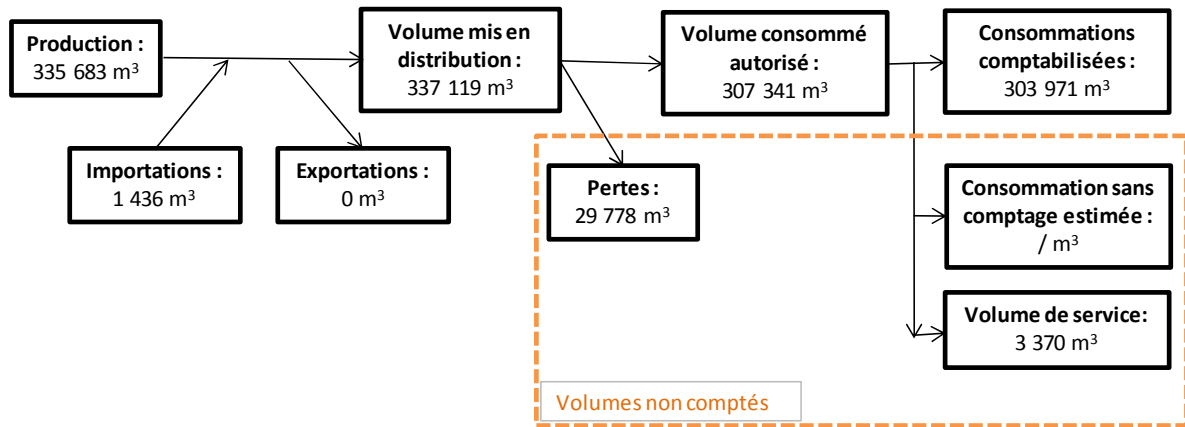 Production :
335 683 m³
Volume mis en
distribution :
337 119 m³
Volume consommé
autorisé :
307 341 m³
Consommations
comptabilisées :
303 971 m³
Importations :
1 436 m³
Exportations :
0 m³
Pertes :
29 778 m³
Consommation sans
comptage estimée :
/ m³
Volume de service:
3 370 m³
Volumes non comptés